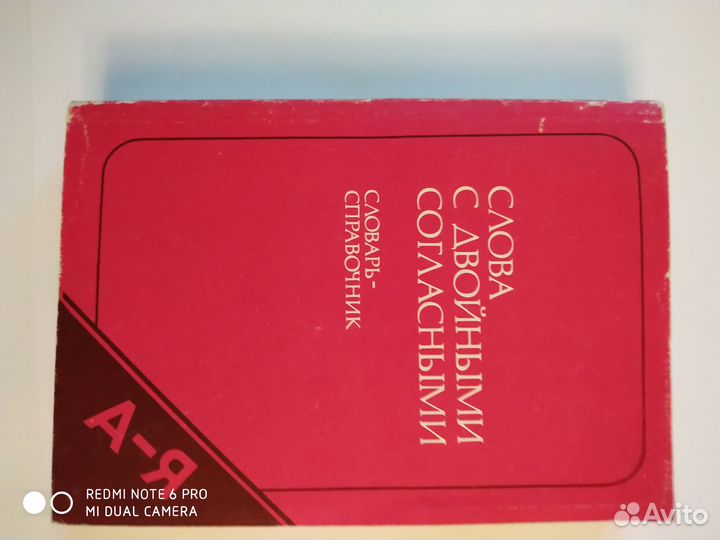 СЛОВА
С ДВОЙНЫМИ
СОГЛАСНЫМИ
СЛОВАРЬ-
СПРАВОЧНИК
А-Я
REDMI NOTE 6 PRO
MI DUAL CAMERA
Avito